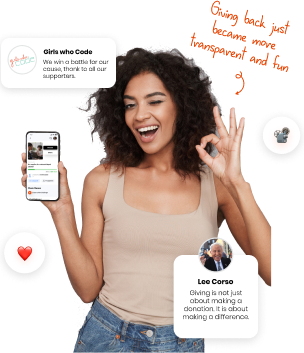 Giving back just
became more
transparent and fun
Girls who Code
We win a battle for our
cause, thank to all our
supporters.
Lee Corso
Giving is not just
about making a
donation. It is about
making a difference.